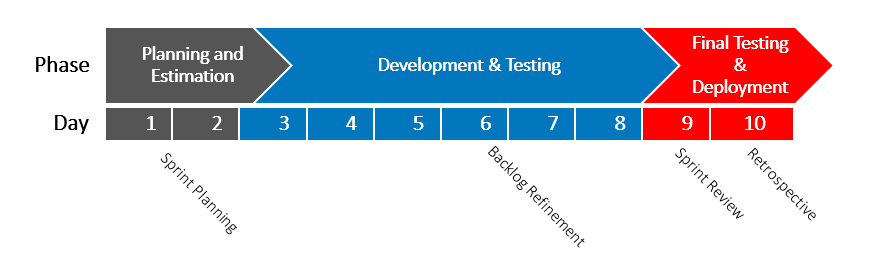 Phase
Planning and
Estimation
Development & Testing
Final Testing
&
Deployment
Day
1 2 3 4 5 6 7 8 9 10
Sprint Planning
Backlog Refinement
Sprint Review
Retrospective